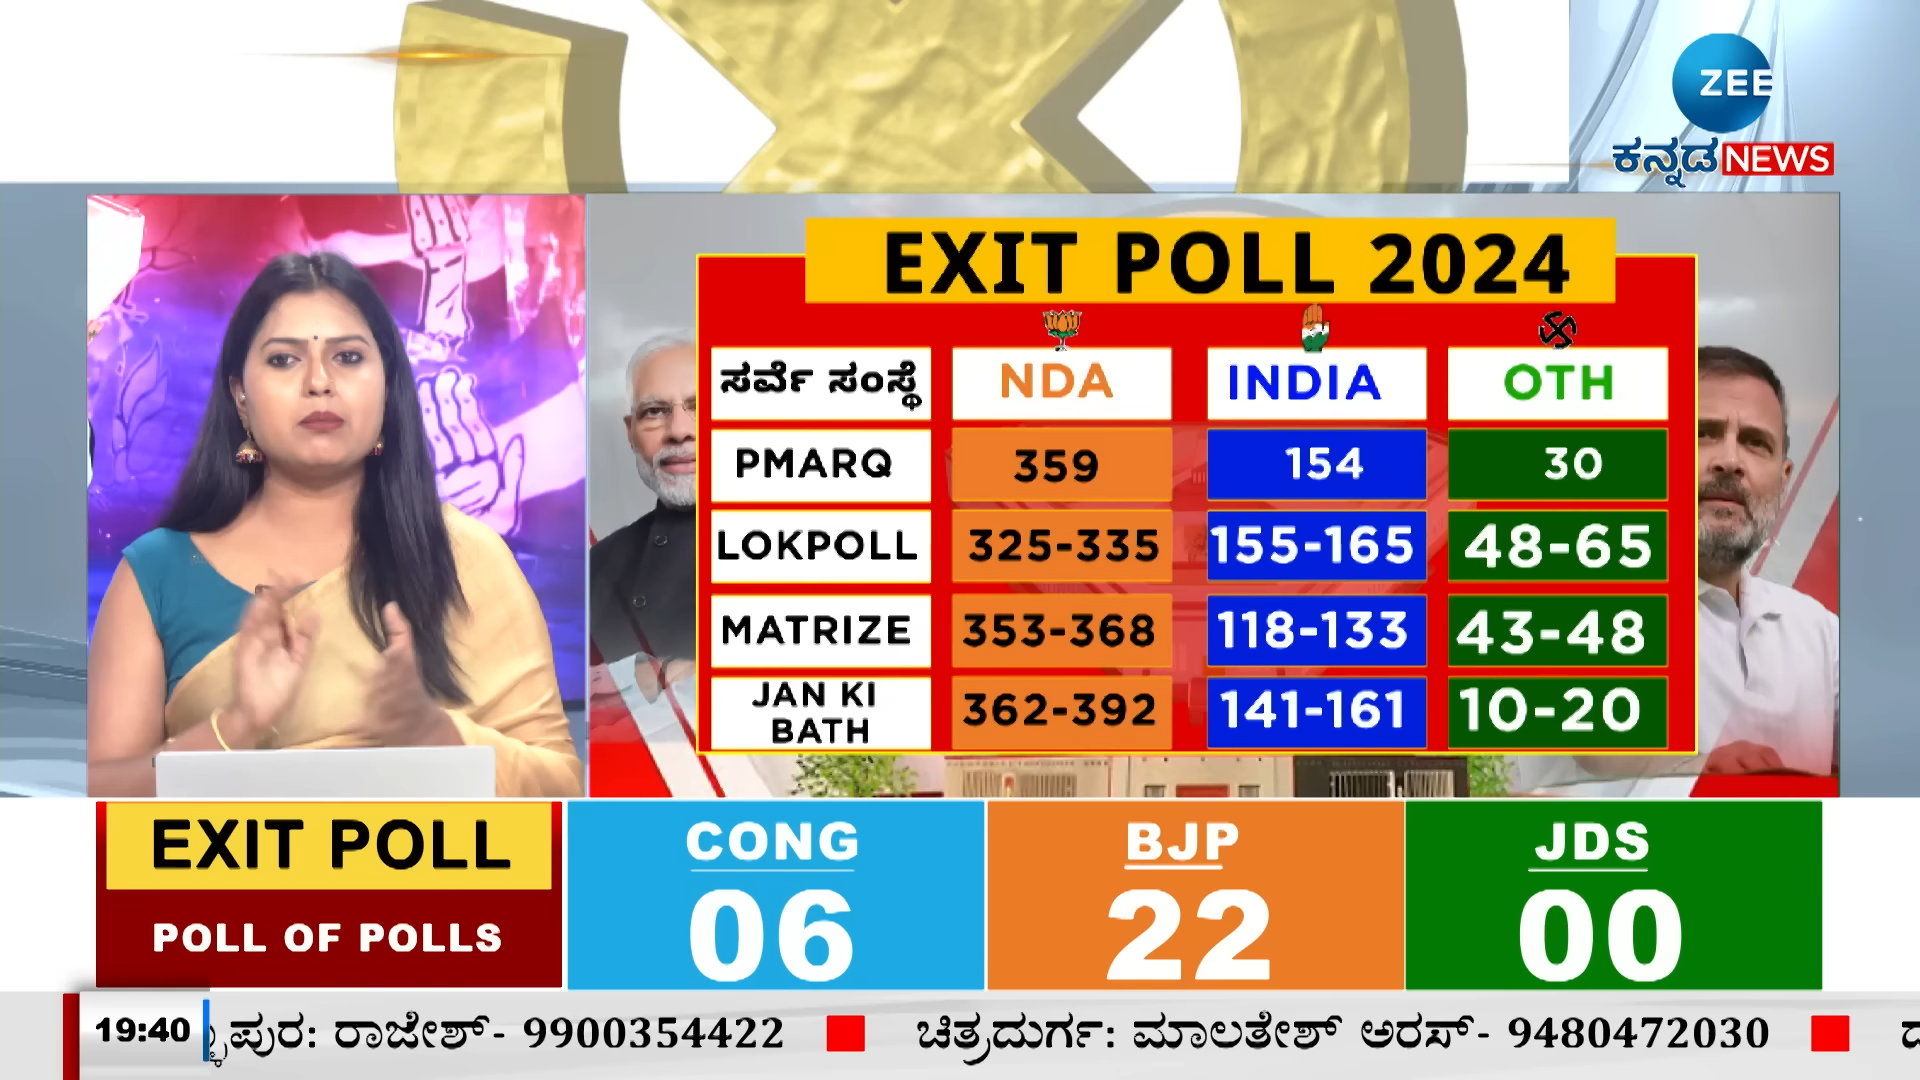 ZEE
ಕನ್ನಡ NEWS
EXIT POLL 2024
ಸರ್ವೆ ಸಂಸ್ಥೆ NDA INDIA OTH
PMARQ 359 154 30
LOKPOLL 325-335 155-165 48-65
MATRIZE 353-368 118-133 43-48
JAN KI BATH 362-392 141-161 10-20
EXIT POLL
POLL OF POLLS
CONG BJP JDS
06 22 00
19:40 ಪುರ: ರಾಜೇಶ್- 9900354422 ಚಿತ್ರದುರ್ಗ: ಮಾಲತೇಶ್ ಅರಸ್- 9480472030